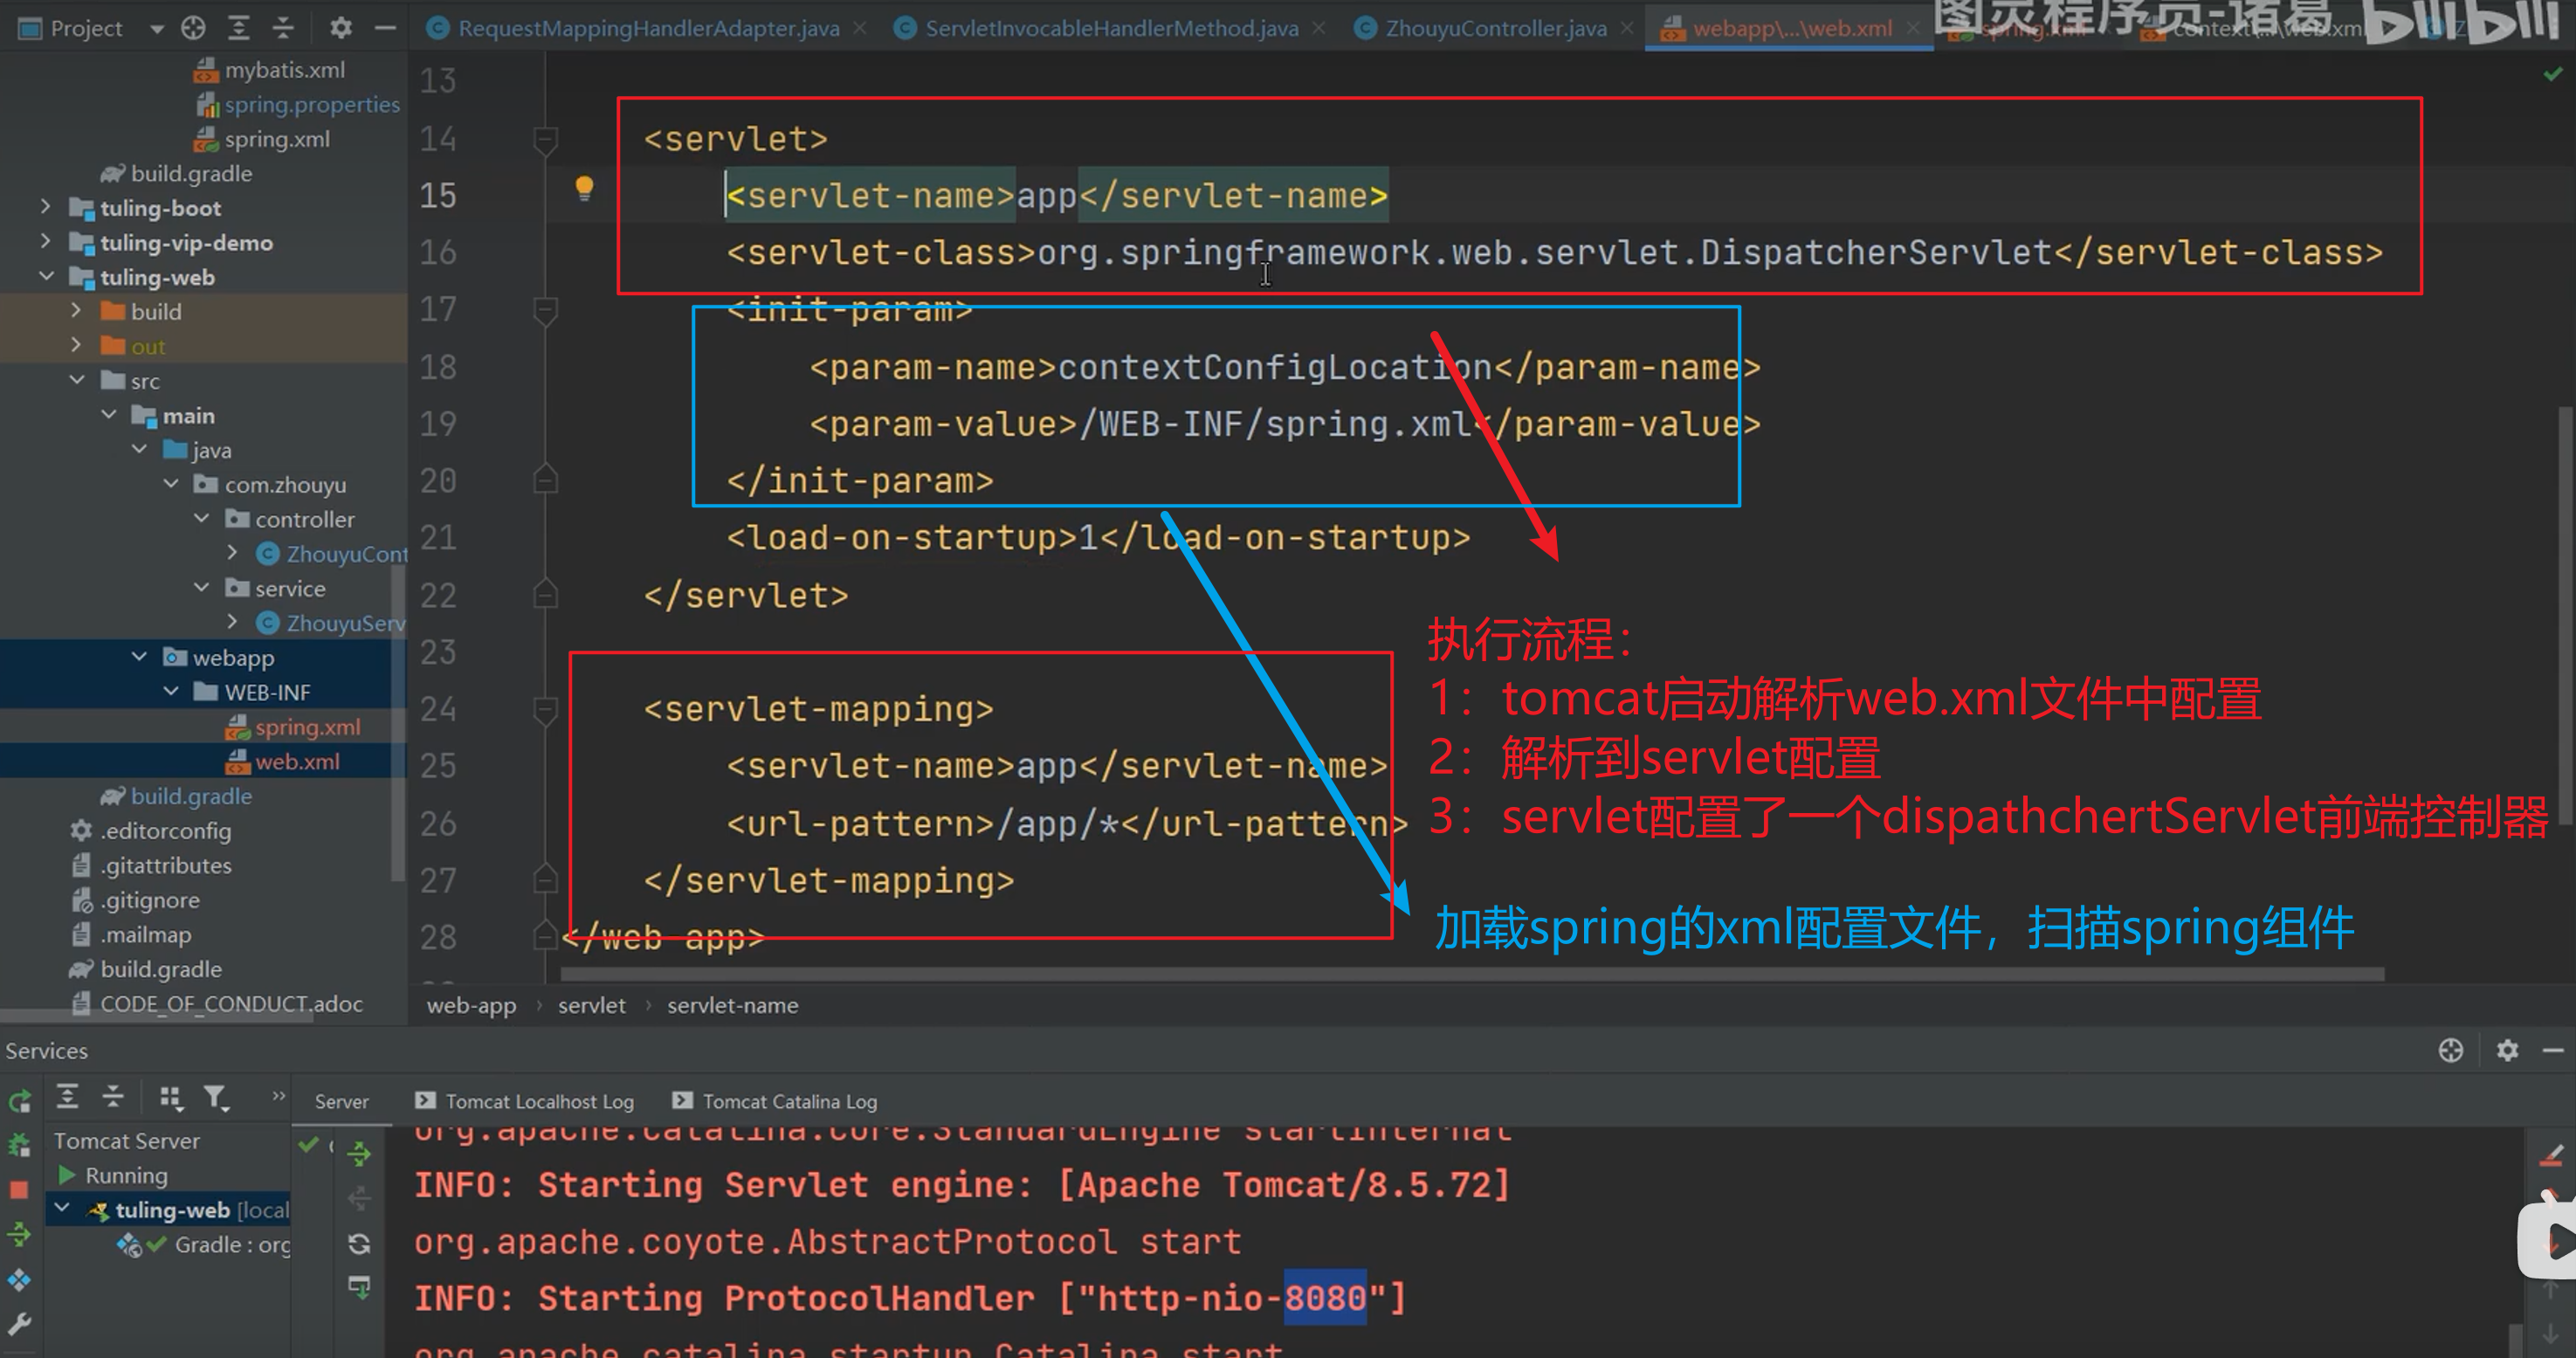 Project
RequestMappingHandlerAdapter.java
ServletInvocableHandlerMethod.java
ZhouyuController.java
webapp\...\web.xml
spring.xml
图灵程序员-诸葛
bilibili
mybatis.xml
spring.properties
spring.xml
build.gradle
tuling-boot
tuling-vip-demo
tuling-web
build
out
src
main
java
com.zhouyu
controller
ZhouyuCont
service
ZhouyuServ
webapp
WEB-INF
spring.xml
web.xml
build.gradle
.editorconfig
.gitattributes
.gitignore
.mailmap
build.gradle
CODE_OF_CONDUCT.adoc
13
14 <servlet>
15 <servlet-name>app</servlet-name>
16 <servlet-class>org.springframework.web.servlet.DispatcherServlet</servlet-class>
17 <init-param>
18 <param-name>contextConfigLocation</param-name>
19 <param-value>/WEB-INF/spring.xml</param-value>
20 </init-param>
21 <load-on-startup>1</load-on-startup>
22 </servlet>
23
24 <servlet-mapping>
25 <servlet-name>app</servlet-name>
26 <url-pattern>/app/*</url-pattern>
27 </servlet-mapping>
28 </web-app>
执行流程：
1：tomcat启动解析web.xml文件中配置
2：解析到servlet配置
3：servlet配置了一个dispathchertServlet前端控制器
加载spring的xml配置文件，扫描spring组件
web-app › servlet › servlet-name
Services
Server
Tomcat Localhost Log
Tomcat Catalina Log
Tomcat Server
Running
tuling-web [local
Gradle : org
org.apache.catalina.core.StandardEngine startInternal
INFO: Starting Servlet engine: [Apache Tomcat/8.5.72]
org.apache.coyote.AbstractProtocol start
INFO: Starting ProtocolHandler ["http-nio-8080"]
org.apache.catalina.startup.Catalina start